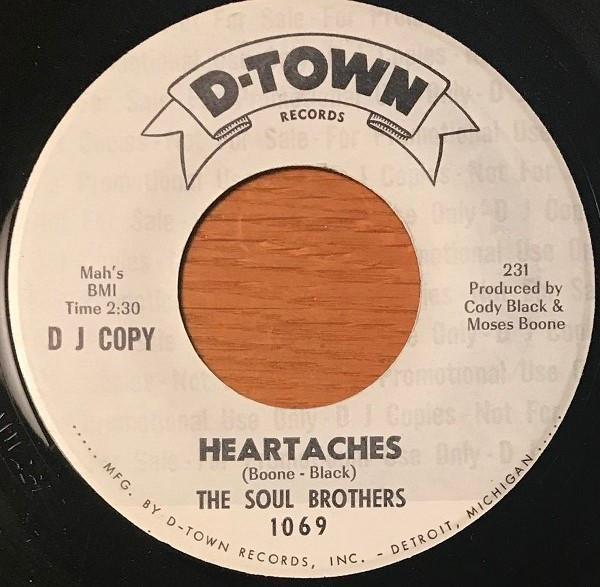 D-TOWN
RECORDS
Mah's
BMI
Time 2:30
D J COPY
231
Produced by
Cody Black &
Moses Boone
HEARTACHES
(Boone - Black)
THE SOUL BROTHERS
1069
..... MFG. BY D-TOWN RECORDS, INC. - DETROIT, MICHIGAN .....